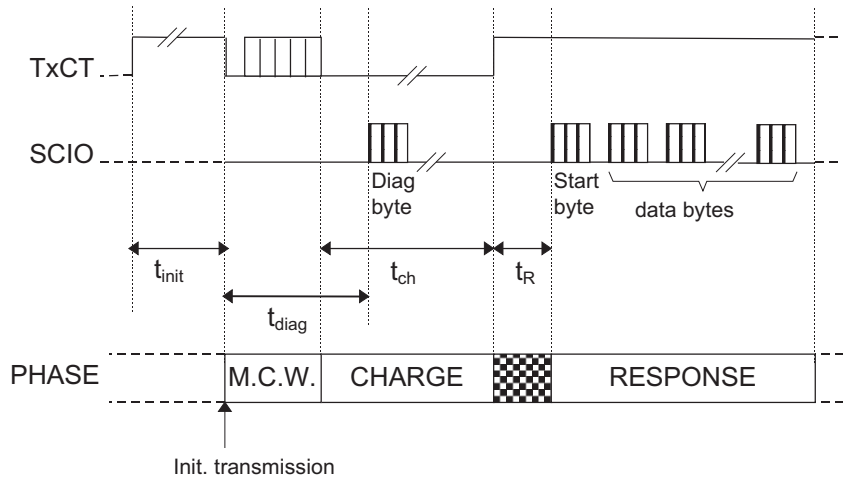 TxCT
SCIO
Diag
byte
Start
byte
data bytes
tinit
tch
tR
tdiag
PHASE
M.C.W.
CHARGE
RESPONSE
Init. transmission